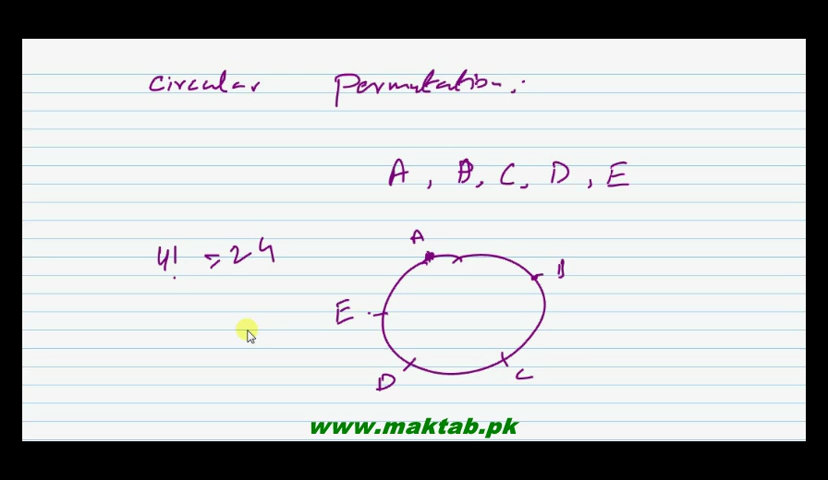 Circular Permutation:
A, B, C, D, E
4! = 24
A
B
E
D
C
www.maktab.pk